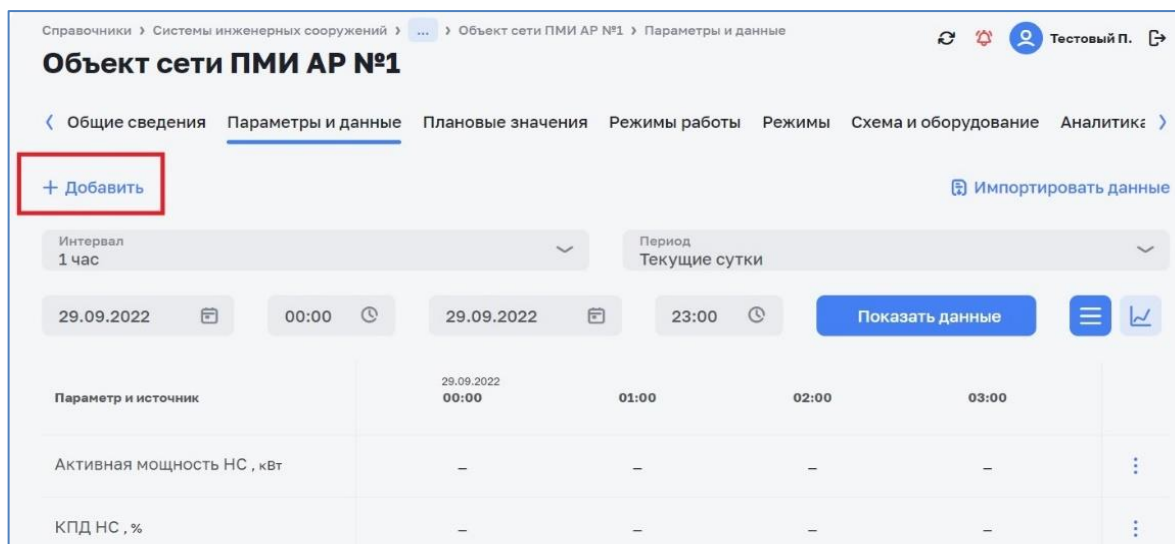 Справочники › Системы инженерных сооружений › ... › Объект сети ПМИ АР №1 › Параметры и данные
Тестовый П.
Объект сети ПМИ АР №1
Общие сведения Параметры и данные Плановые значения Режимы работы Режимы Схема и оборудование Аналитика
+ Добавить
Импортировать данные
Интервал
1 час
Период
Текущие сутки
29.09.2022 00:00 29.09.2022 23:00 Показать данные
29.09.2022
Параметр и источник 00:00 01:00 02:00 03:00
Активная мощность НС , кВт – – – –
КПД НС , % – – – –